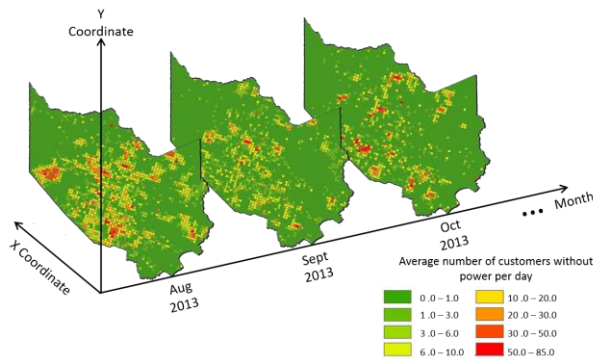 Y
Coordinate
X Coordinate
Aug
2013
Sept
2013
Oct
2013
... Month
Average number of customers without
power per day
0 .0 – 1.0
1.0 – 3.0
3.0 – 6.0
6 .0 – 10.0
10 .0 – 20.0
20 .0 – 30.0
30.0 – 50.0
50.0 – 85.0